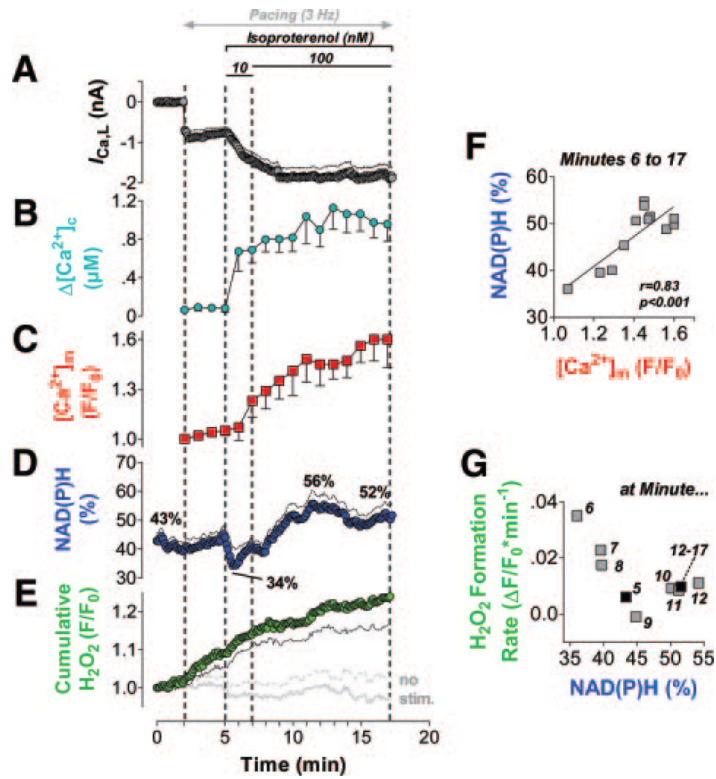 Pacing (3 Hz)
Isoproterenol (nM)
10
100
A
0
-1
-2
I_Ca,L (nA)
B
1.2
.8
.4
0
Δ[Ca²⁺]c
(µM)
C
1.6
1.3
1.0
[Ca²⁺]m
(F/F₀)
D
70
60
50
40
30
NAD(P)H
(%)
43%
34%
56%
52%
E
1.2
1.1
1.0
Cumulative
H₂O₂ (F/F₀)
no
stim.
0
5
10
15
20
Time (min)
F
Minutes 6 to 17
60
50
40
30
NAD(P)H (%)
r=0.83
p<0.001
1.0
1.2
1.4
1.6
[Ca²⁺]m (F/F₀)
G
at Minute...
.04
.02
0.0
H₂O₂ Formation
Rate (ΔF/F₀*min⁻¹)
6
7
8
5
9
10
11
12
12-17
35
40
45
50
55
NAD(P)H (%)